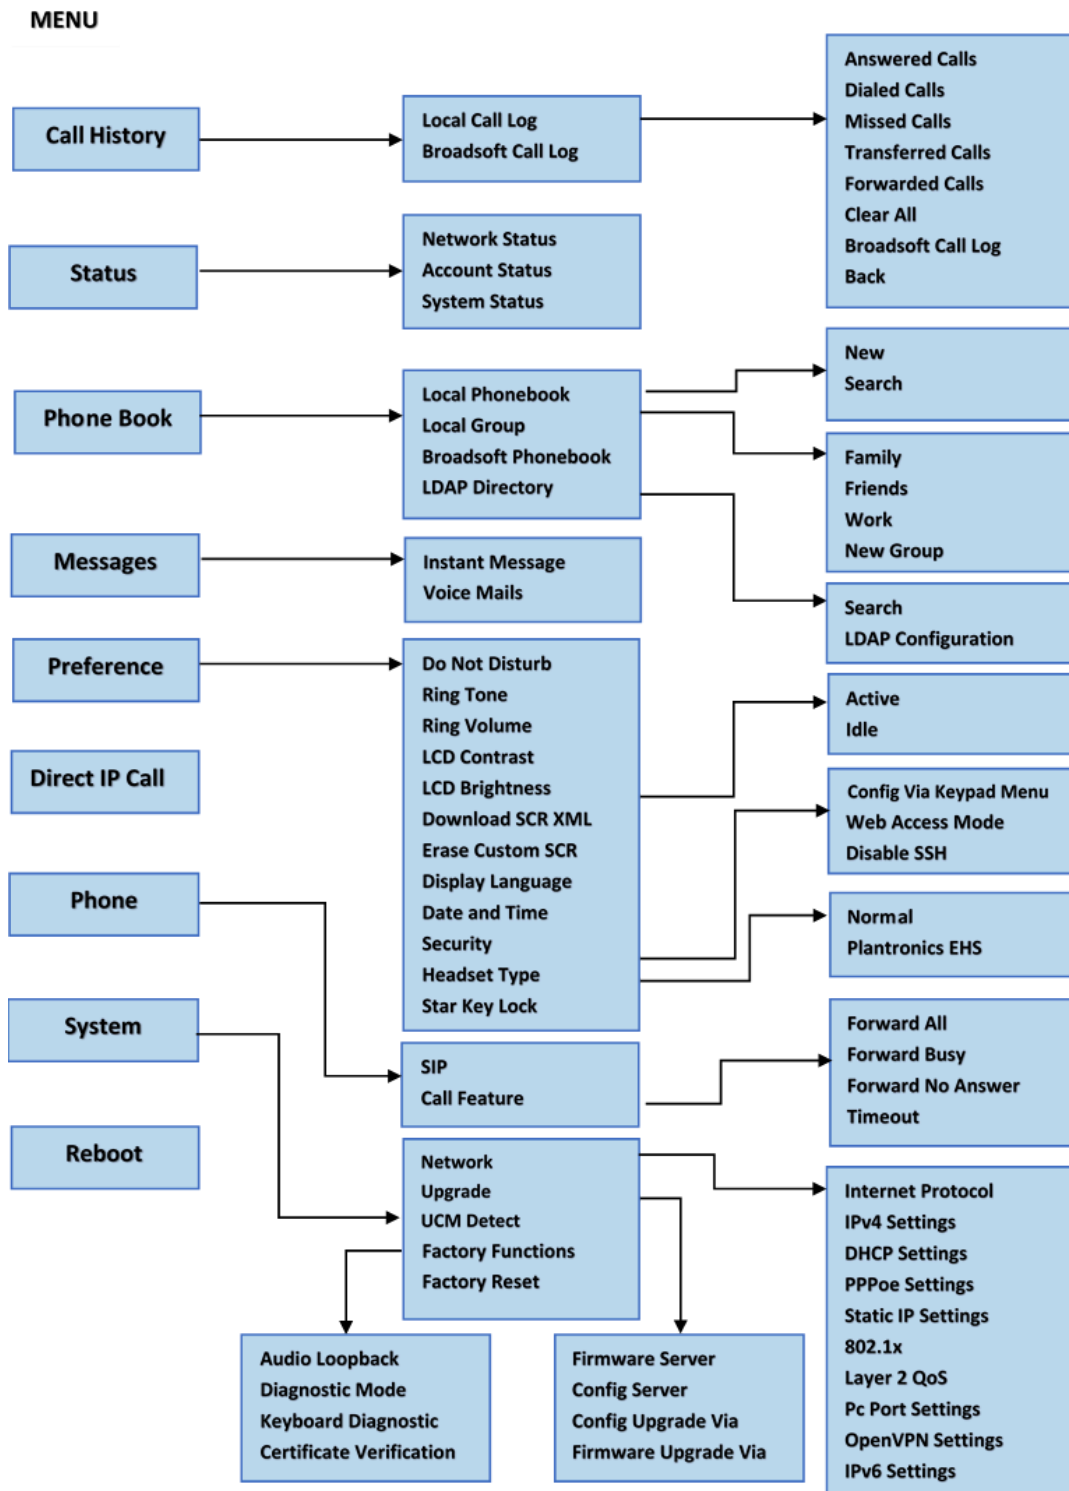 MENU
Call History
Local Call Log
Broadsoft Call Log
Answered Calls
Dialed Calls
Missed Calls
Transferred Calls
Forwarded Calls
Clear All
Broadsoft Call Log
Back
Status
Network Status
Account Status
System Status
Phone Book
Local Phonebook
Local Group
Broadsoft Phonebook
LDAP Directory
New
Search
Family
Friends
Work
New Group
Search
LDAP Configuration
Messages
Instant Message
Voice Mails
Preference
Do Not Disturb
Ring Tone
Ring Volume
LCD Contrast
LCD Brightness
Download SCR XML
Erase Custom SCR
Display Language
Date and Time
Security
Headset Type
Star Key Lock
Active
Idle
Config Via Keypad Menu
Web Access Mode
Disable SSH
Normal
Plantronics EHS
Direct IP Call
Phone
SIP
Call Feature
Forward All
Forward Busy
Forward No Answer
Timeout
System
Network
Upgrade
UCM Detect
Factory Functions
Factory Reset
Internet Protocol
IPv4 Settings
DHCP Settings
PPPoe Settings
Static IP Settings
802.1x
Layer 2 QoS
Pc Port Settings
OpenVPN Settings
IPv6 Settings
Audio Loopback
Diagnostic Mode
Keyboard Diagnostic
Certificate Verification
Firmware Server
Config Server
Config Upgrade Via
Firmware Upgrade Via
Reboot